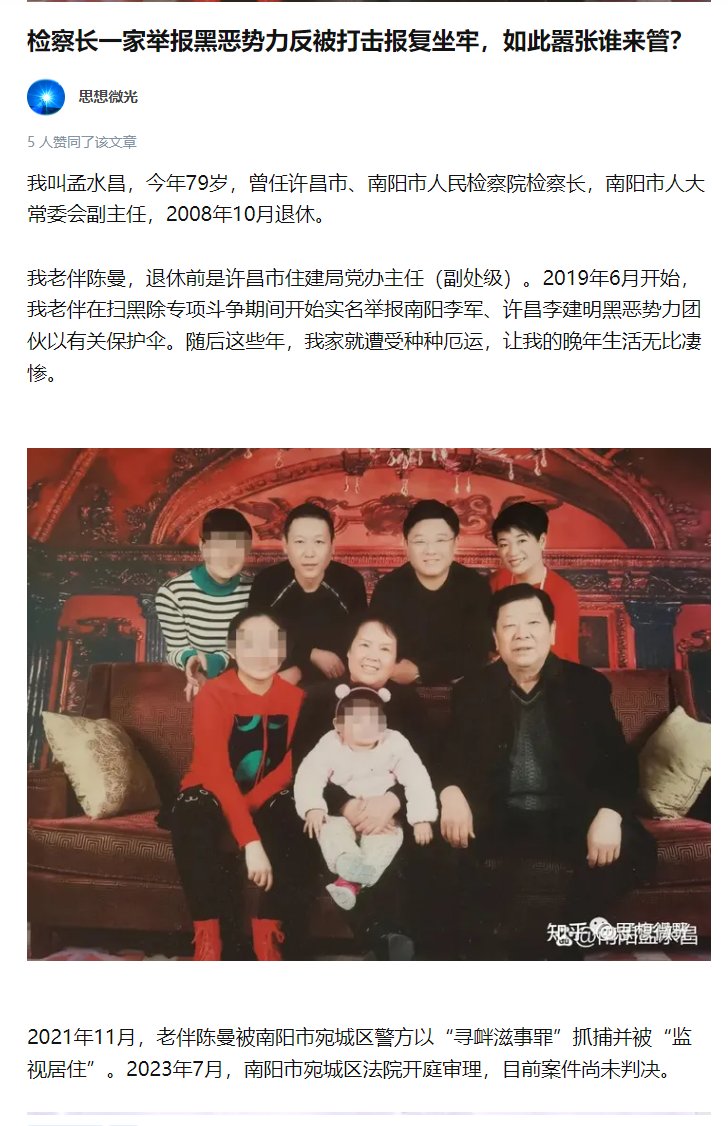 检察长一家举报黑恶势力反被打击报复坐牢，如此嚣张谁来管？
思想微光
5 人赞同了该文章
我叫孟水昌，今年79岁，曾任许昌市、南阳市人民检察院检察长，南阳市人大
常委会副主任，2008年10月退休。
我老伴陈曼，退休前是许昌市住建局党办主任（副处级）。2019年6月开始，
我老伴在扫黑除专项斗争期间开始实名举报南阳李军、许昌李建明黑恶势力团
伙以有关保护伞。随后这些年，我家就遭受种种厄运，让我的晚年生活无比凄
惨。
知乎 @思想微光
2021年11月，老伴陈曼被南阳市宛城区警方以“寻衅滋事罪”抓捕并被“监
视居住”。2023年7月，南阳市宛城区法院开庭审理，目前案件尚未判决。